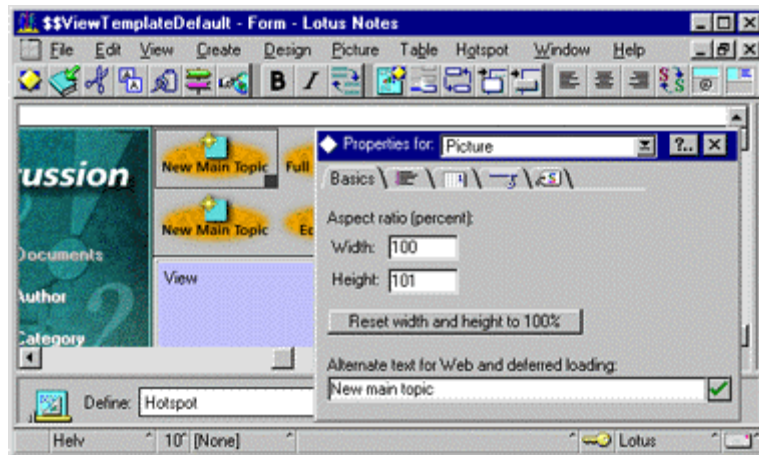 $$ViewTemplateDefault - Form - Lotus Notes
File Edit View Create Design Picture Table Hotspot Window Help
B I
Properties for: Picture ?..
ussion
New Main Topic Full
Basics
Aspect ratio (percent):
New Main Topic
Width: 100
Documents
View
Height: 101
Author
Reset width and height to 100%
Category
Alternate text for Web and deferred loading:
New main topic
Define: Hotspot
Helv 10 [None] Lotus